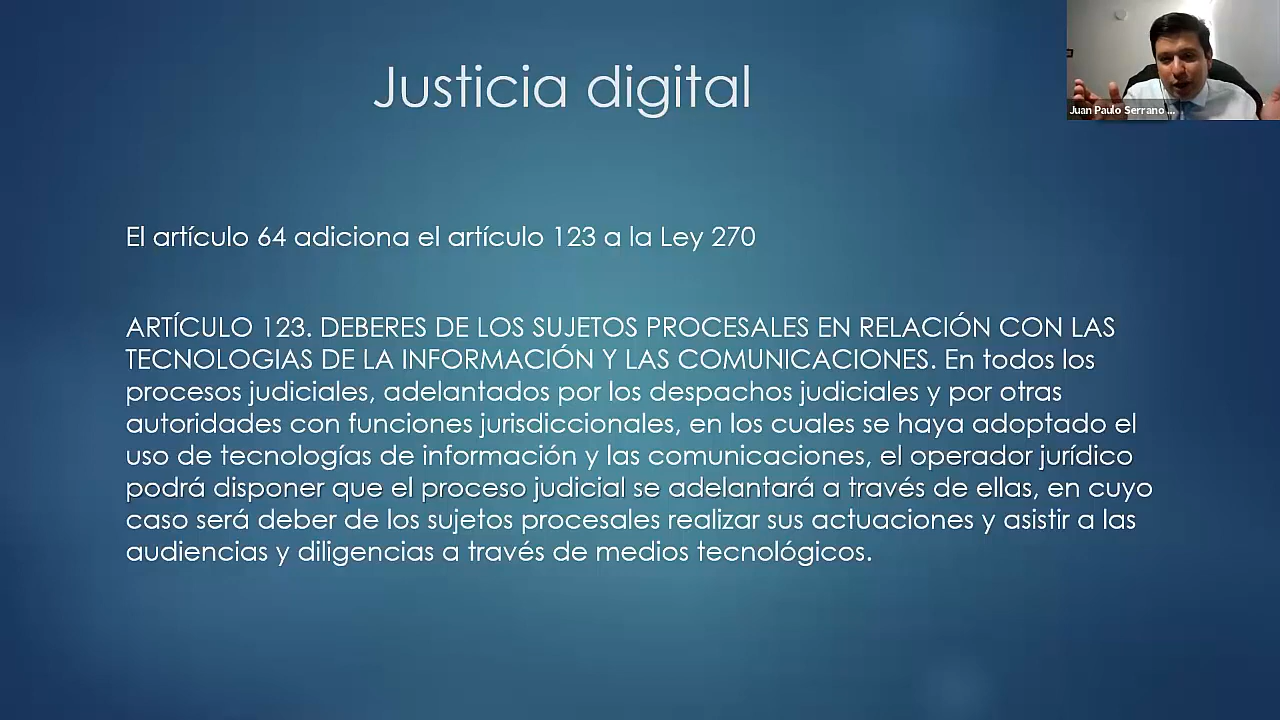 Justicia digital
Juan Paulo Serrano ...
El artículo 64 adiciona el artículo 123 a la Ley 270
ARTÍCULO 123. DEBERES DE LOS SUJETOS PROCESALES EN RELACIÓN CON LAS
TECNOLOGIAS DE LA INFORMACIÓN Y LAS COMUNICACIONES. En todos los
procesos judiciales, adelantados por los despachos judiciales y por otras
autoridades con funciones jurisdiccionales, en los cuales se haya adoptado el
uso de tecnologías de información y las comunicaciones, el operador jurídico
podrá disponer que el proceso judicial se adelantará a través de ellas, en cuyo
caso será deber de los sujetos procesales realizar sus actuaciones y asistir a las
audiencias y diligencias a través de medios tecnológicos.